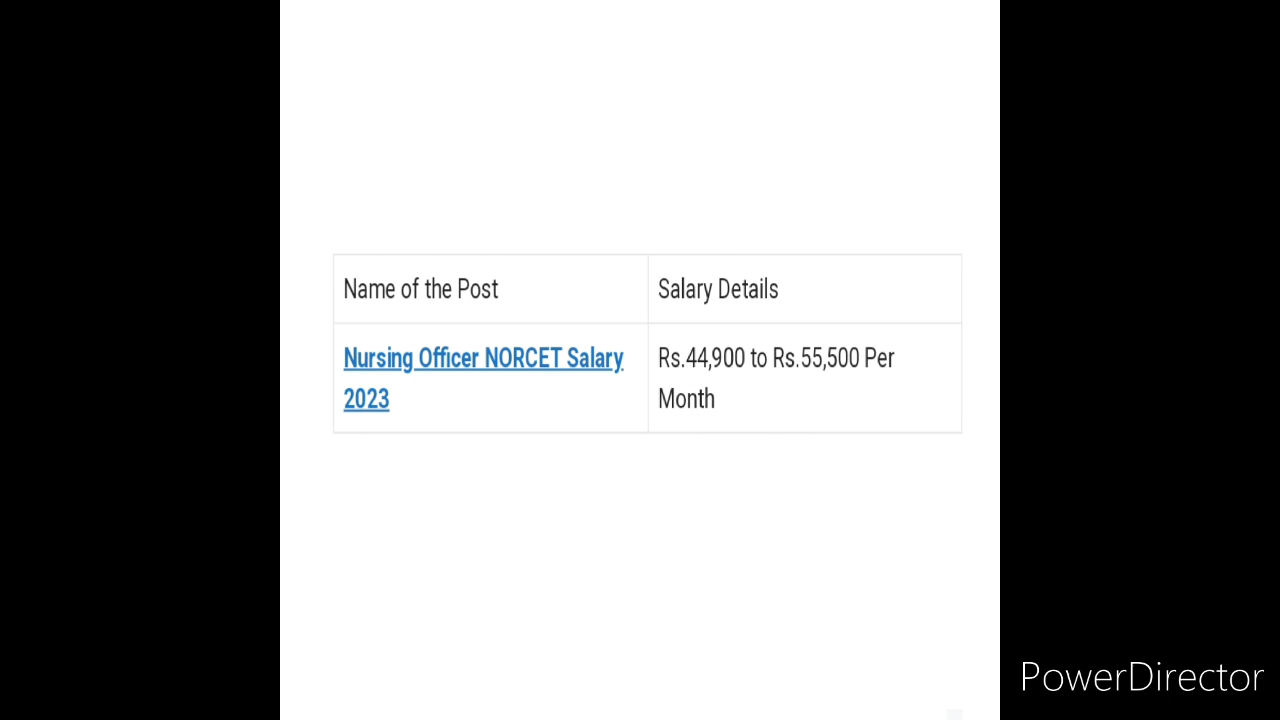 Name of the Post
Salary Details
Nursing Officer NORCET Salary
2023
Rs.44,900 to Rs.55,500 Per
Month
PowerDirector